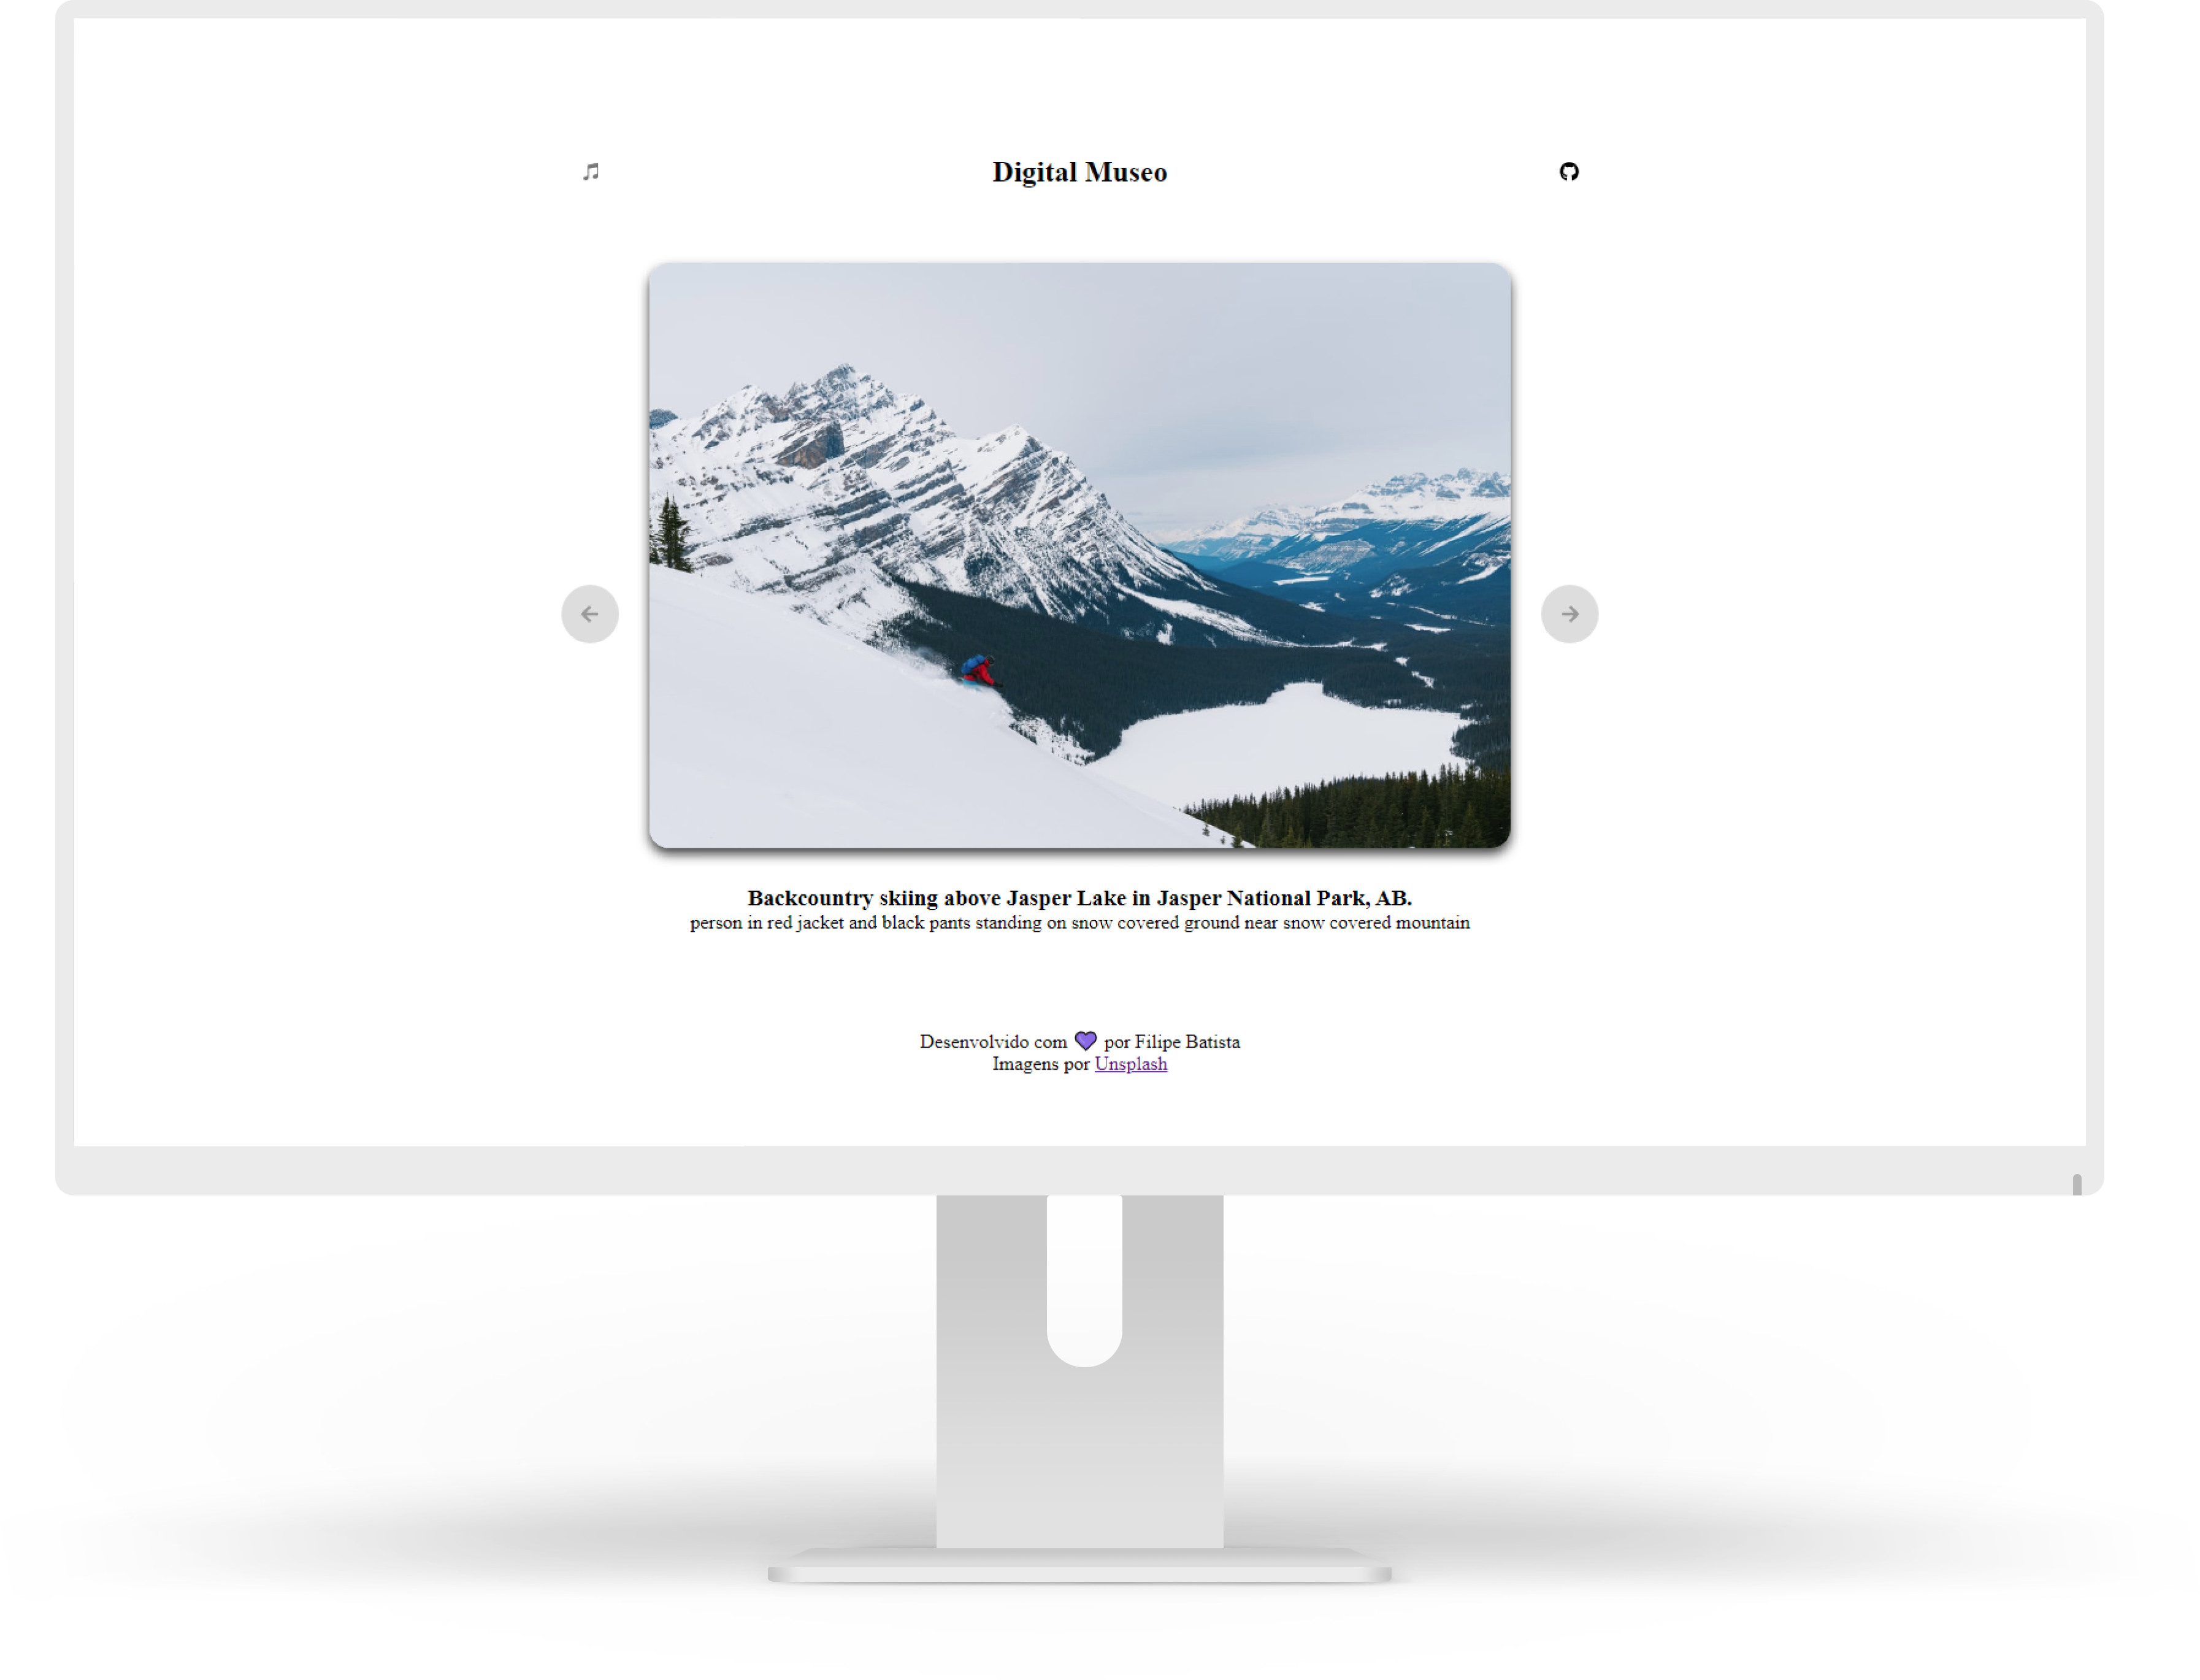 Digital Museo
Backcountry skiing above Jasper Lake in Jasper National Park, AB.
person in red jacket and black pants standing on snow covered ground near snow covered mountain
Desenvolvido com 💜 por Filipe Batista
Imagens por Unsplash